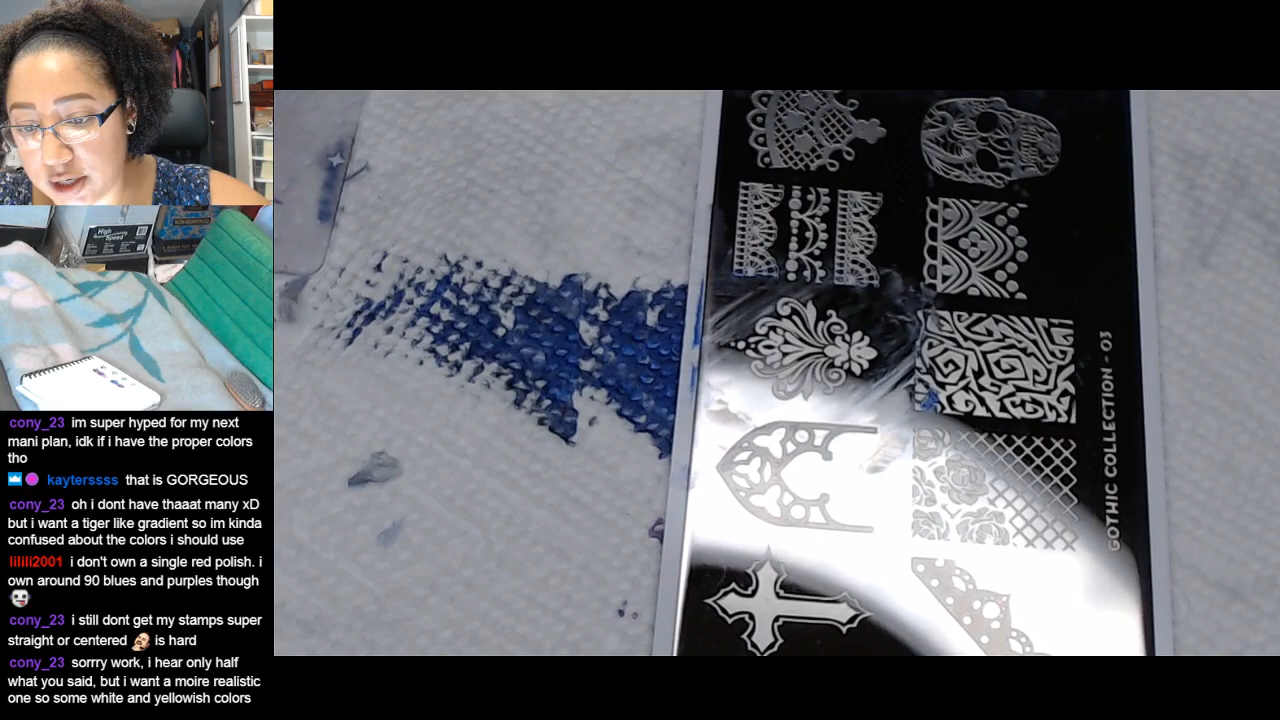 High
Speed
GOTHIC COLLECTION - 03
cony_23 im super hyped for my next
mani plan, idk if i have the proper colors
tho
kayterssss that is GORGEOUS
cony_23 oh i dont have thaaat many xD
but i want a tiger like gradient so im kinda
confused about the colors i should use
lilili2001 i don't own a single red polish. i
own around 90 blues and purples though
cony_23 i still dont get my stamps super
straight or centered is hard
cony_23 sorrry work, i hear only half
what you said, but i want a moire realistic
one so some white and yellowish colors